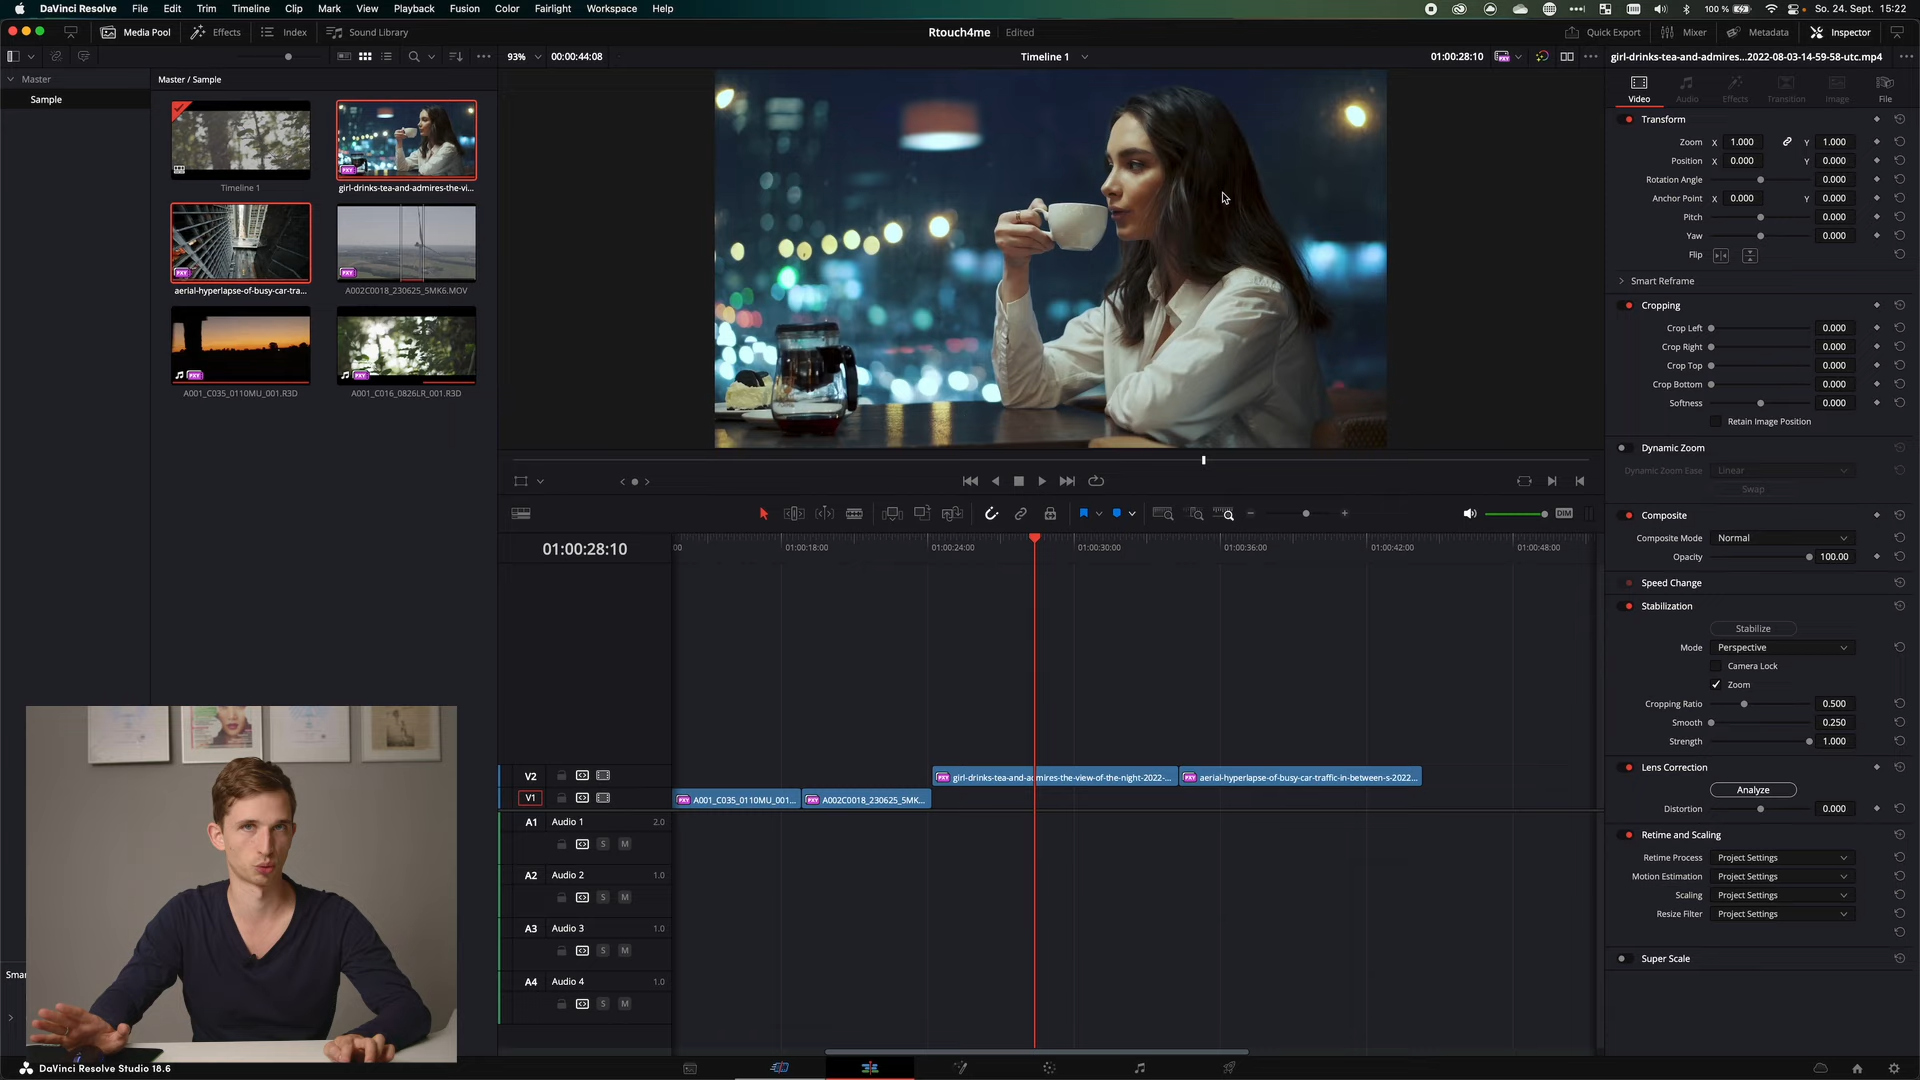 DaVinci Resolve File Edit Trim Timeline Clip Mark View Playback Fusion Color Fairlight Workspace Help 100 % So. 24. Sept. 15:22
Media Pool Effects Index Sound Library Rtouch4me Edited Quick Export Mixer Metadata Inspector
93% 00:00:44:08 Timeline 1 01:00:28:10 girl-drinks-tea-and-admires...2022-08-03-14-59-58-utc.mp4
Master
Sample
Master / Sample
Timeline 1
girl-drinks-tea-and-admires-the-vi...
aerial-hyperlapse-of-busy-car-tra...
A002C0018_230625_5MK6.MOV
A001_C035_0110MU_001.R3D
A001_C016_0826LR_001.R3D
PXY
PXY
PXY
PXY
PXY
Video Audio Effects Transition Image File
Transform
Zoom X 1.000 Y 1.000
Position X 0.000 Y 0.000
Rotation Angle 0.000
Anchor Point X 0.000 Y 0.000
Pitch 0.000
Yaw 0.000
Flip
Smart Reframe
Cropping
Crop Left 0.000
Crop Right 0.000
Crop Top 0.000
Crop Bottom 0.000
Softness 0.000
Retain Image Position
Dynamic Zoom
Dynamic Zoom Ease Linear
Swap
Composite
Composite Mode Normal
Opacity 100.00
Speed Change
Stabilization
Stabilize
Mode Perspective
Camera Lock
Zoom
Cropping Ratio 0.500
Smooth 0.250
Strength 1.000
Lens Correction
Analyze
Distortion 0.000
Retime and Scaling
Retime Process Project Settings
Motion Estimation Project Settings
Scaling Project Settings
Resize Filter Project Settings
Super Scale
DIM
01:00:28:10
00 01:00:18:00 01:00:24:00 01:00:30:00 01:00:36:00 01:00:42:00 01:00:48:00
V2 PXY girl-drinks-tea-and-admires-the-view-of-the-night-2022-... PXY aerial-hyperlapse-of-busy-car-traffic-in-between-s-2022...
V1 PXY A001_C035_0110MU_001... PXY A002C0018_230625_5MK...
A1 Audio 1 2.0
S M
A2 Audio 2 1.0
S M
A3 Audio 3 1.0
S M
A4 Audio 4 1.0
S M
Smar
DaVinci Resolve Studio 18.6